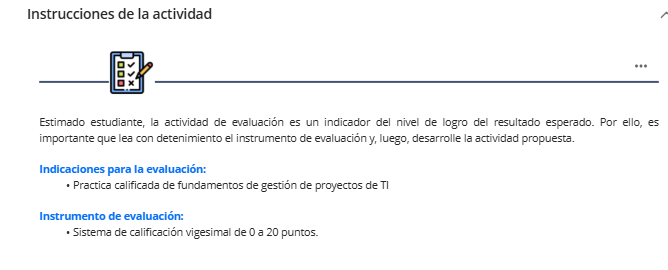 Instrucciones de la actividad
Estimado estudiante, la actividad de evaluación es un indicador del nivel de logro del resultado esperado. Por ello, es
importante que lea con detenimiento el instrumento de evaluación y, luego, desarrolle la actividad propuesta.
Indicaciones para la evaluación:
• Practica calificada de fundamentos de gestión de proyectos de TI
Instrumento de evaluación:
• Sistema de calificación vigesimal de 0 a 20 puntos.